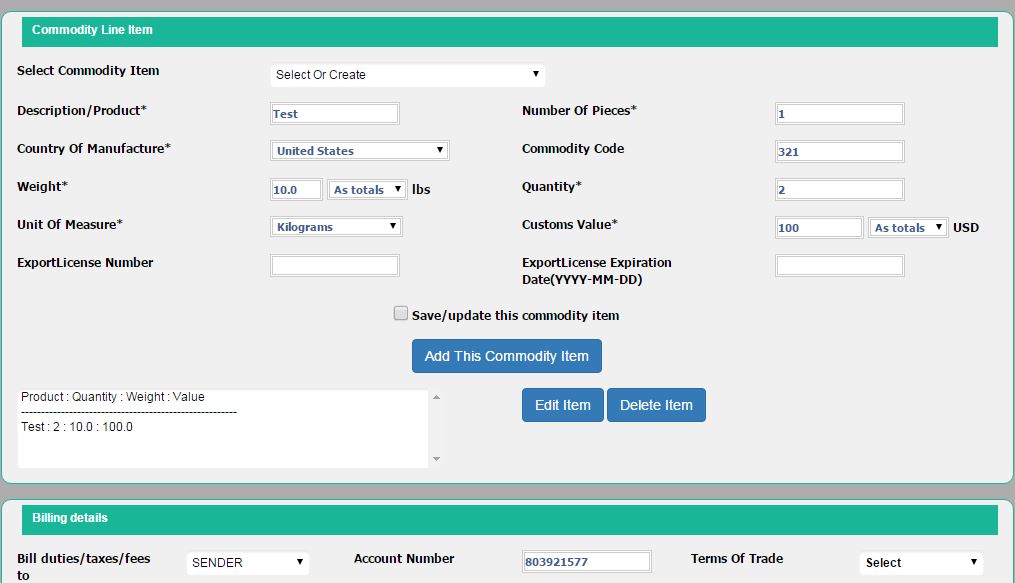 Commodity Line Item
Select Commodity Item Select Or Create
Description/Product* Test Number Of Pieces* 1
Country Of Manufacture* United States Commodity Code 321
Weight* 10.0 As totals lbs Quantity* 2
Unit Of Measure* Kilograms Customs Value* 100 As totals USD
ExportLicense Number ExportLicense Expiration
Date(YYYY-MM-DD)
Save/update this commodity item
Add This Commodity Item
Product : Quantity : Weight : Value Edit Item Delete Item
------------------------------------------------------
Test : 2 : 10.0 : 100.0
Billing details
Bill duties/taxes/fees
to SENDER Account Number 803921577 Terms Of Trade Select